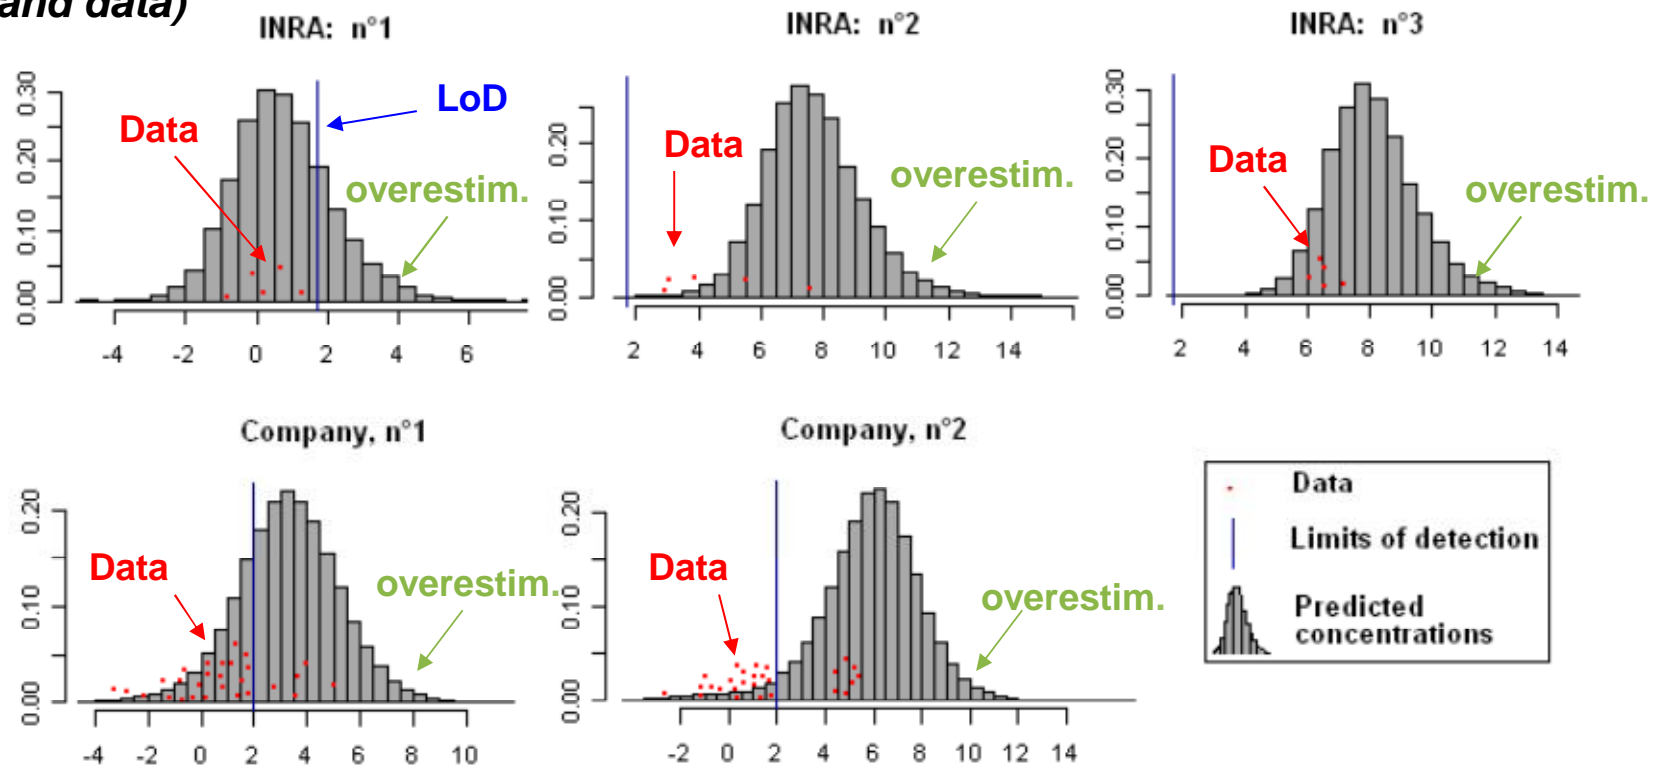 and data)
INRA: n°1
INRA: n°2
INRA: n°3
0.30
0.20
0.10
0.00
Data
LoD
overestim.
-4 -2 0 2 4 6
0.20
0.10
0.00
Data
overestim.
2 4 6 8 10 12 14
0.30
0.20
0.10
0.00
Data
overestim.
2 4 6 8 10 12 14
Company, n°1
Company, n°2
0.20
0.10
0.00
Data
overestim.
-4 -2 0 2 4 6 8 10
0.20
0.10
0.00
Data
overestim.
-2 0 2 4 6 8 10 12 14
Data
Limits of detection
Predicted
concentrations